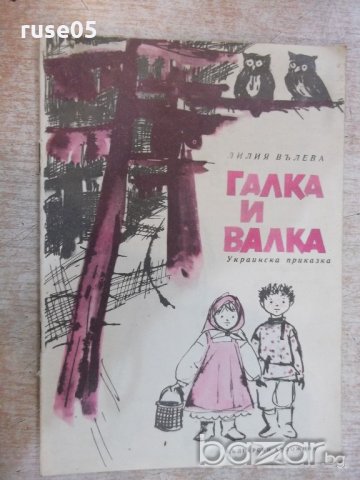 ruse05
ЛИЛИЯ ВЪЛЕВА
ГАЛКА
И
ВАЛКА
Украинска приказка
bazar.bg